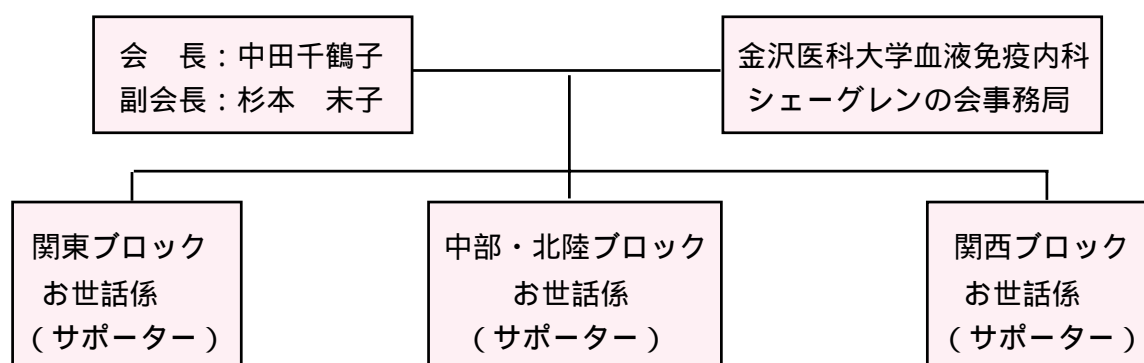 会　長：中田千鶴子
副会長：杉本　末子
金沢医科大学血液免疫内科
シェーグレンの会事務局
関東ブロック
お世話係
（サポーター）
中部・北陸ブロック
お世話係
（サポーター）
関西ブロック
お世話係
（サポーター）